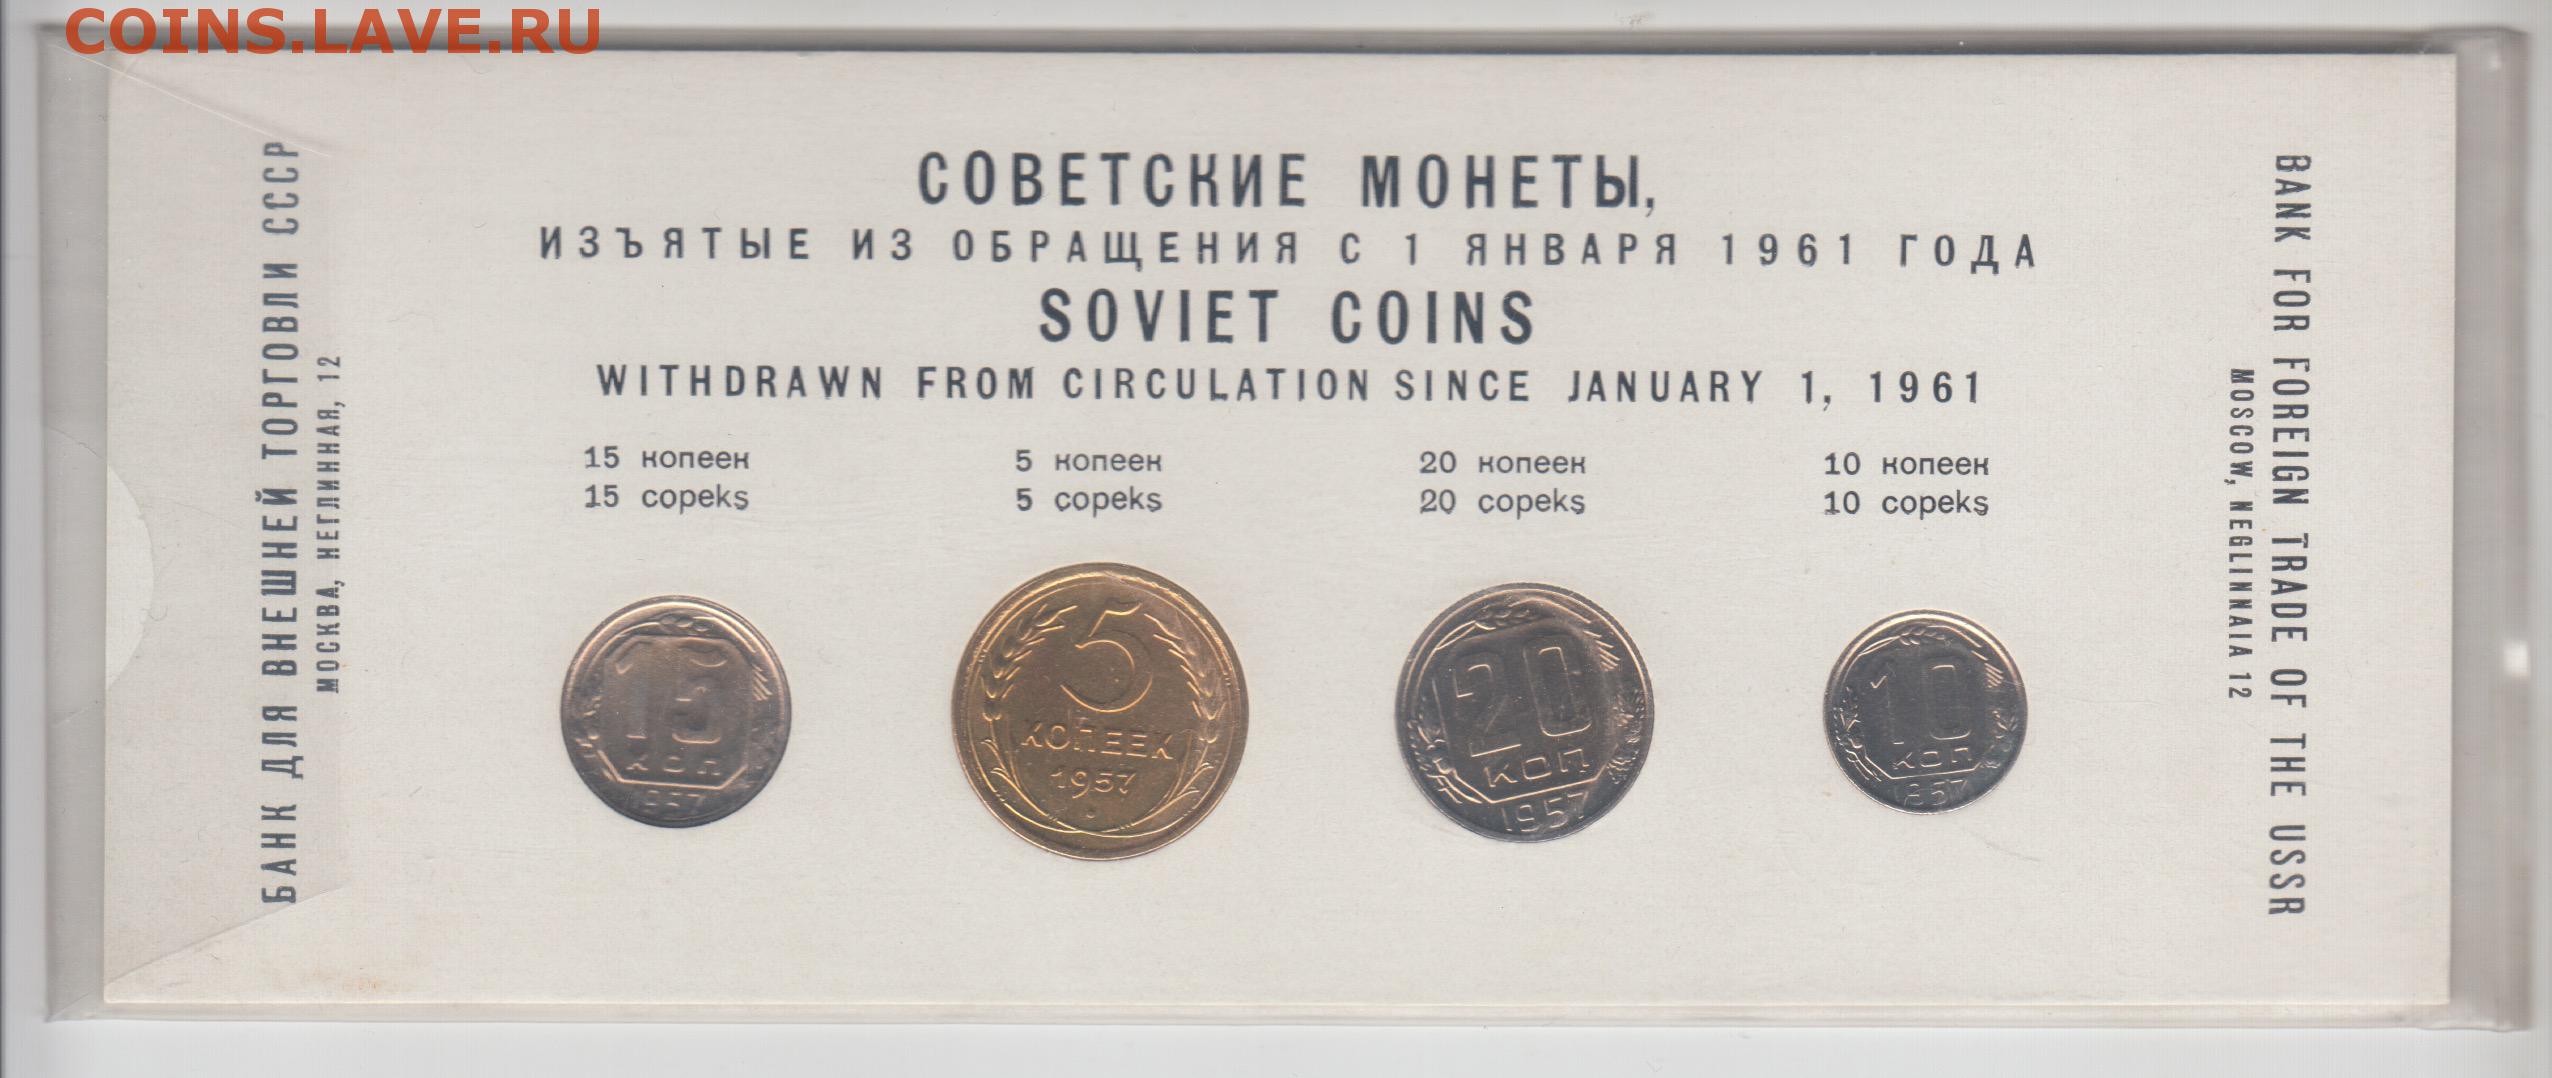 COINS.LAVE.RU
БАНК ДЛЯ ВНЕШНЕЙ ТОРГОВЛИ СССР
МОСКВА, НЕГЛИННАЯ, 12
СОВЕТСКИЕ МОНЕТЫ,
ИЗЪЯТЫЕ ИЗ ОБРАЩЕНИЯ С 1 ЯНВАРЯ 1961 ГОДА
SOVIET COINS
WITHDRAWN FROM CIRCULATION SINCE JANUARY 1, 1961
15 копеек
15 copeks
5 копеек
5 copeks
20 копеек
20 copeks
10 копеек
10 copeks
15
КОП
1957
5
КОПЕЕК
1957
20
КОП
1957
10
КОП
1957
BANK FOR FOREIGN TRADE OF THE USSR
MOSCOW, NEGLINNAIA 12